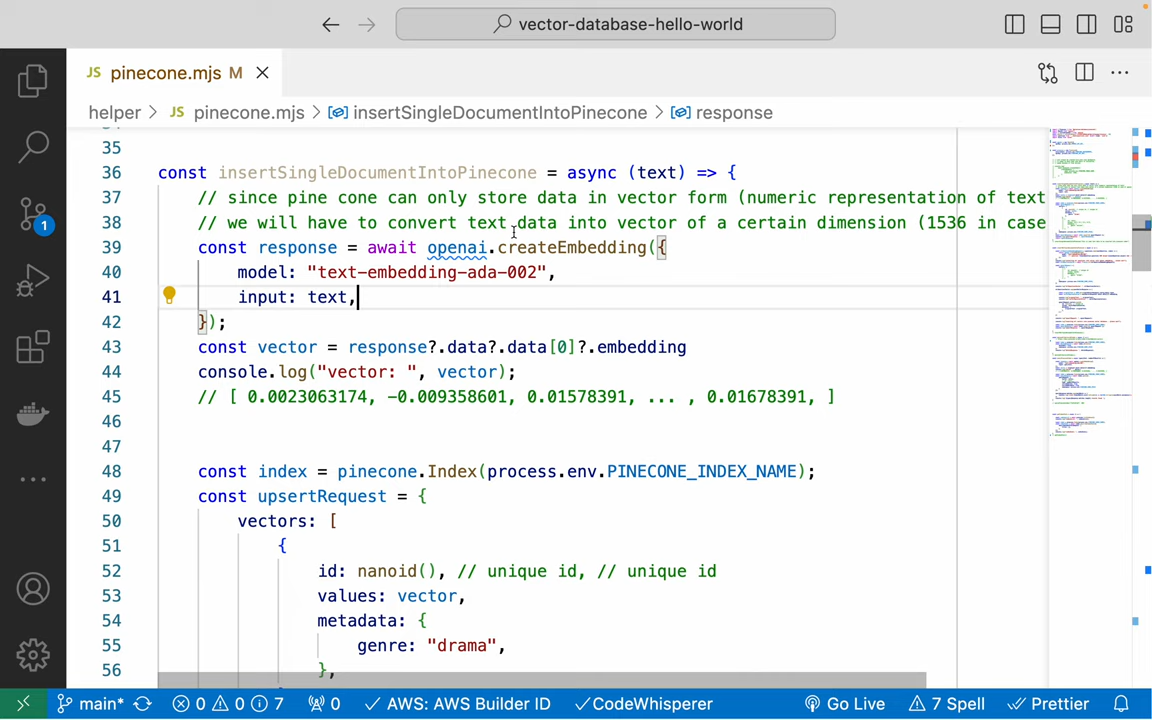 vector-database-hello-world
JS pinecone.mjs M
helper > JS pinecone.mjs > insertSingleDocumentIntoPinecone > response
35
36 const insertSingleDocumentIntoPinecone = async (text) => {
37 // since pine cone can only store data in vector form (numeric representation of text
38 // we will have to convert text data into vector of a certain dimension (1536 in case
39 const response = await openai.createEmbedding({
40 model: "text-embedding-ada-002",
41 input: text,
42 });
43 const vector = response?.data?.data[0]?.embedding
44 console.log("vector: ", vector);
45 // [ 0.0023063174, -0.009358601, 0.01578391, ... , 0.01678391, ]
46
47
48 const index = pinecone.Index(process.env.PINECONE_INDEX_NAME);
49 const upsertRequest = {
50 vectors: [
51 {
52 id: nanoid(), // unique id, // unique id
53 values: vector,
54 metadata: {
55 genre: "drama",
56 },
1
main* 0 0 7 0 AWS: AWS Builder ID CodeWhisperer Go Live 7 Spell Prettier